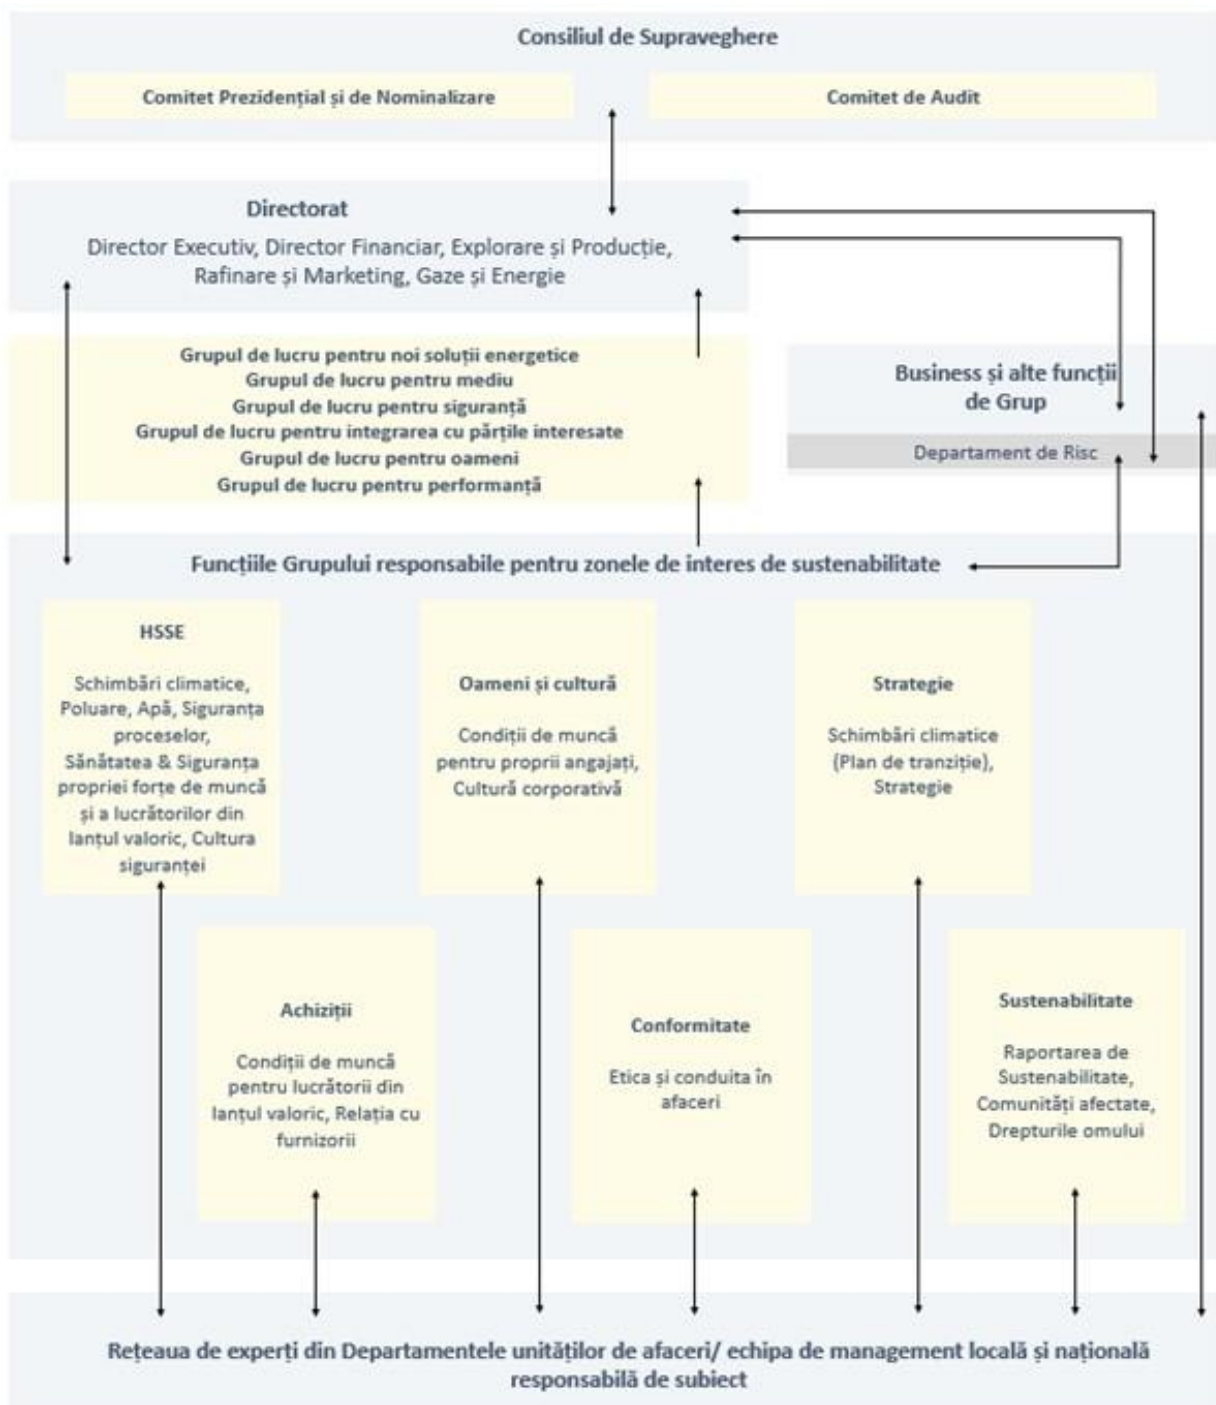 Consiliul de Supraveghere
Comitet Prezidențial și de Nominalizare
Comitet de Audit
Directorat
Director Executiv, Director Financiar, Explorare și Producție,
Rafinare și Marketing, Gaze și Energie
Grupul de lucru pentru noi soluții energetice
Grupul de lucru pentru mediu
Grupul de lucru pentru siguranță
Grupul de lucru pentru integrarea cu părțile interesate
Grupul de lucru pentru oameni
Grupul de lucru pentru performanță
Business și alte funcții
de Grup
Departament de Risc
Funcțiile Grupului responsabile pentru zonele de interes de sustenabilitate
HSSE
Schimbări climatice,
Poluare, Apă, Siguranța
proceselor,
Sănătatea & Siguranța
propriei forțe de muncă
și a lucrătorilor din
lanțul valoric, Cultura
siguranței
Oameni și cultură
Condiții de muncă
pentru proprii angajați,
Cultură corporativă
Strategie
Schimbări climatice
(Plan de tranziție),
Strategie
Achiziții
Condiții de muncă
pentru lucrătorii din
lanțul valoric, Relația cu
furnizorii
Conformitate
Etica și conduita în
afaceri
Sustenabilitate
Raportarea de
Sustenabilitate,
Comunități afectate,
Drepturile omului
Rețeaua de experți din Departamentele unităților de afaceri/ echipa de management locală și națională
responsabilă de subiect